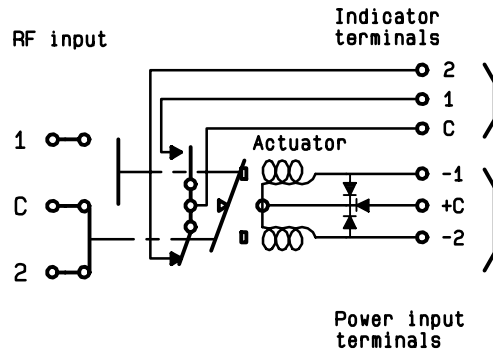 RF input
Indicator
terminals
2
1
C
Actuator
1
C
2
-1
+C
-2
Power input
terminals